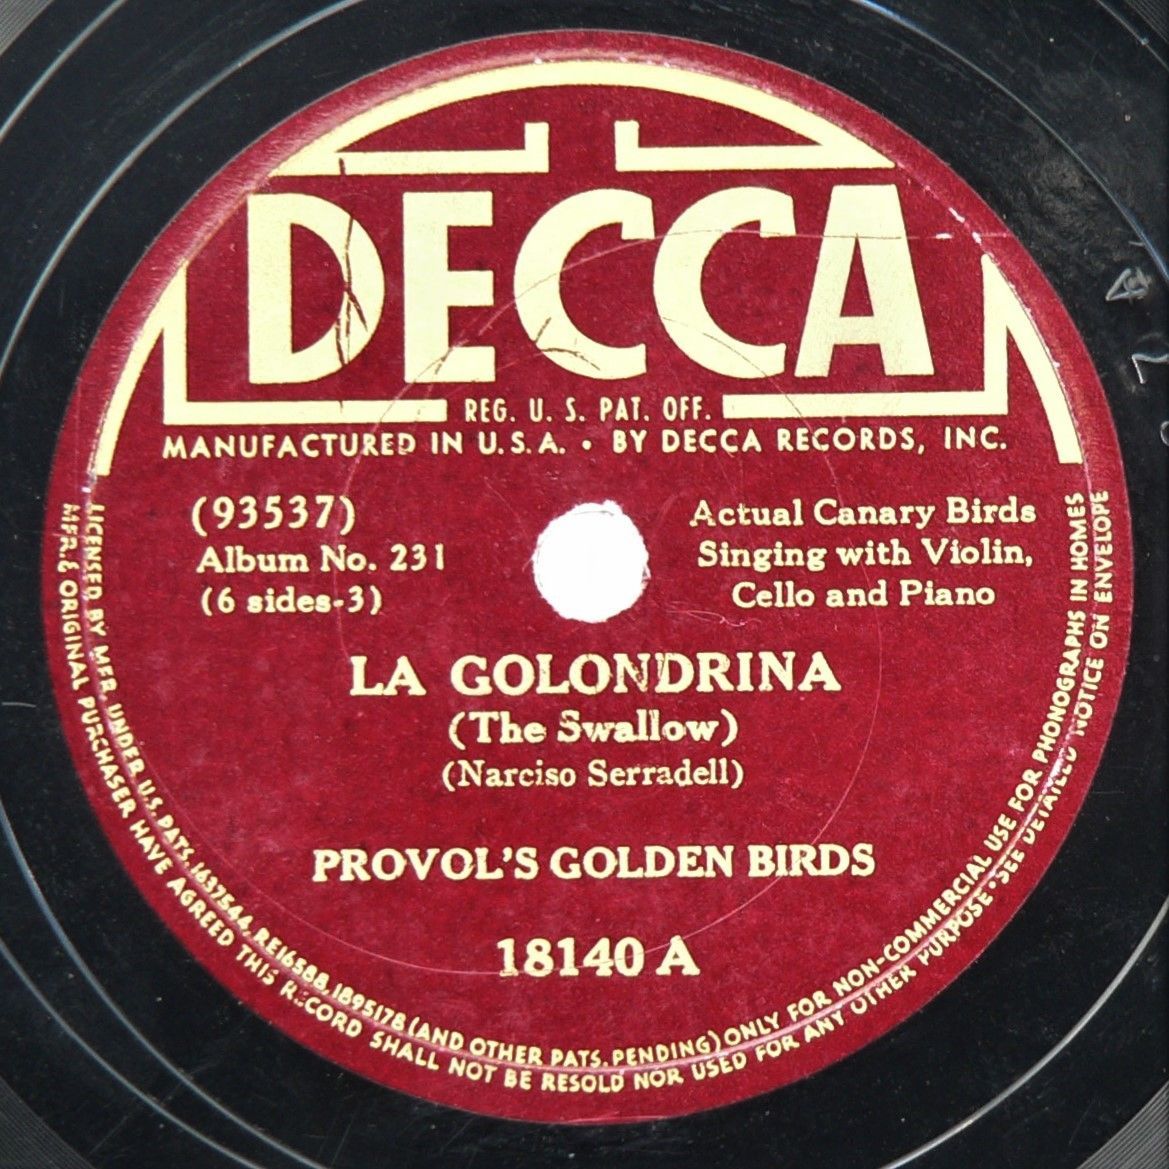 DECCA
REG. U. S. PAT. OFF.
MANUFACTURED IN U.S.A. • BY DECCA RECORDS, INC.
(93537)
Album No. 231
(6 sides-3)
Actual Canary Birds
Singing with Violin,
Cello and Piano
LA GOLONDRINA
(The Swallow)
(Narciso Serradell)
PROVOL'S GOLDEN BIRDS
18140 A
LICENSED BY MFR. UNDER U.S. PATS. 1637544, RE16588, 1895178 (AND OTHER PATS. PENDING) ONLY FOR NON-COMMERCIAL USE FOR PHONOGRAPHS IN HOMES
MFR. & ORIGINAL PURCHASER HAVE AGREED THIS RECORD SHALL NOT BE RESOLD NOR USED FOR ANY OTHER PURPOSE • SEE DETAILED NOTICE ON ENVELOPE